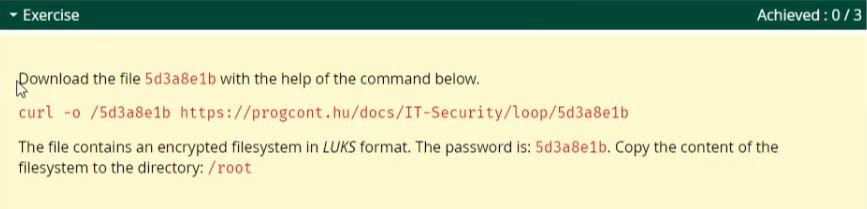 Exercise
Achieved : 0 / 3
Download the file 5d3a8e1b with the help of the command below.
curl -o /5d3a8e1b https://progcont.hu/docs/IT-Security/loop/5d3a8e1b
The file contains an encrypted filesystem in LUKS format. The password is: 5d3a8e1b. Copy the content of the
filesystem to the directory: /root